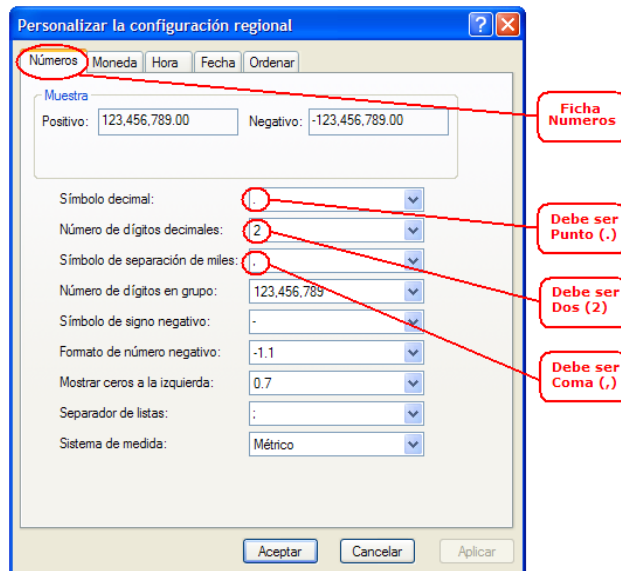 Personalizar la configuración regional
Números Moneda Hora Fecha Ordenar
Muestra
Positivo: 123,456,789.00 Negativo: -123,456,789.00
Ficha
Numeros
Símbolo decimal: .
Debe ser
Punto (.)
Número de dígitos decimales: 2
Símbolo de separación de miles: ,
Número de dígitos en grupo: 123,456,789
Debe ser
Dos (2)
Símbolo de signo negativo: -
Formato de número negativo: -1.1
Debe ser
Coma (,)
Mostrar ceros a la izquierda: 0.7
Separador de listas: ;
Sistema de medida: Métrico
Aceptar Cancelar Aplicar